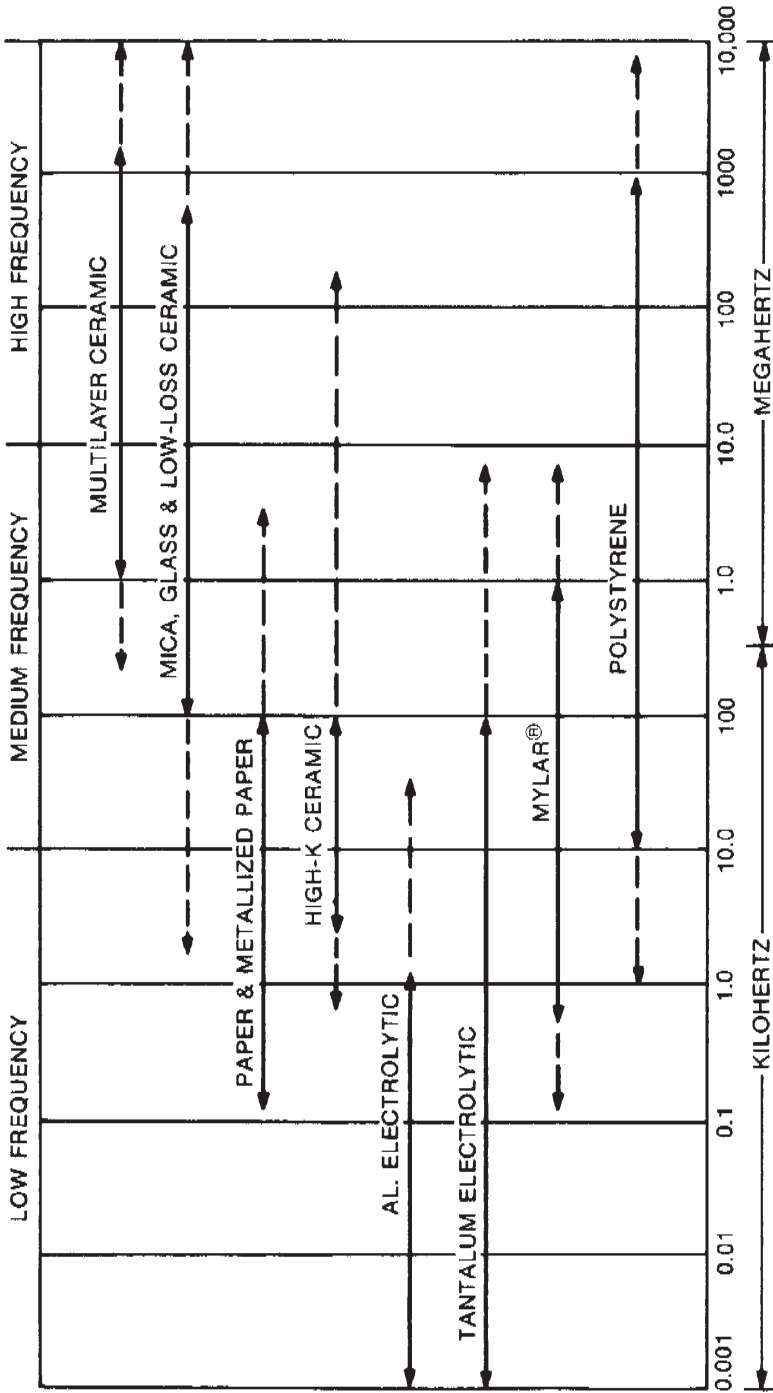 LOW FREQUENCY MEDIUM FREQUENCY HIGH FREQUENCY
MULTILAYER CERAMIC
MICA, GLASS & LOW-LOSS CERAMIC
PAPER & METALLIZED PAPER
HIGH-K CERAMIC
AL. ELECTROLYTIC
TANTALUM ELECTROLYTIC
MYLAR®
POLYSTYRENE
0.001 0.01 0.1 1.0 10.0 100 1.0 10.0 100 1000 10,000
KILOHERTZ MEGAHERTZ